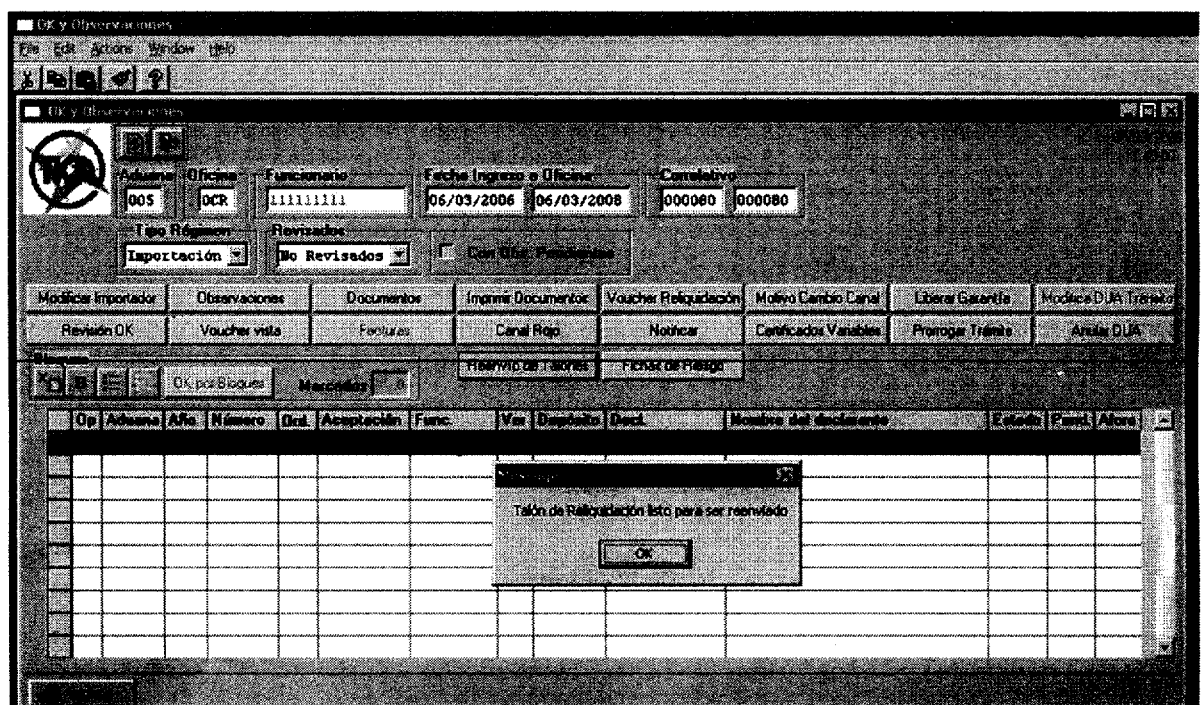 OK y Observaciones
File Edit Actions Window Help
OK y Observaciones
TICA
Aduana Oficina Funcionario Fecha Ingreso a Oficina Correlativo
005 OCR 111111111 06/03/2006 06/03/2008 000080 000080
Tipo Régimen Revisados
Importación No Revisados Con Obs. Pendientes
Modificar Importador Observaciones Documentos Imprimir Documentos Voucher Reliquidación Motivo Cambio Canal Liberar Garantía Modifica DUA Tránsito
Revisión OK Voucher vista Facturas Canal Rojo Notificar Certificados Variables Prorrogar Trámite Anular DUA
Bloques Reenvío de Talones Fichas de Riesgo
OK por Bloques Marcados 0
Op Aduana Año Número Ord. Aceptación Func. Ver Depósito Decl. Nombre del declarante Estado Pend. Aforo
Talón de Reliquidación listo para ser reenviado
OK